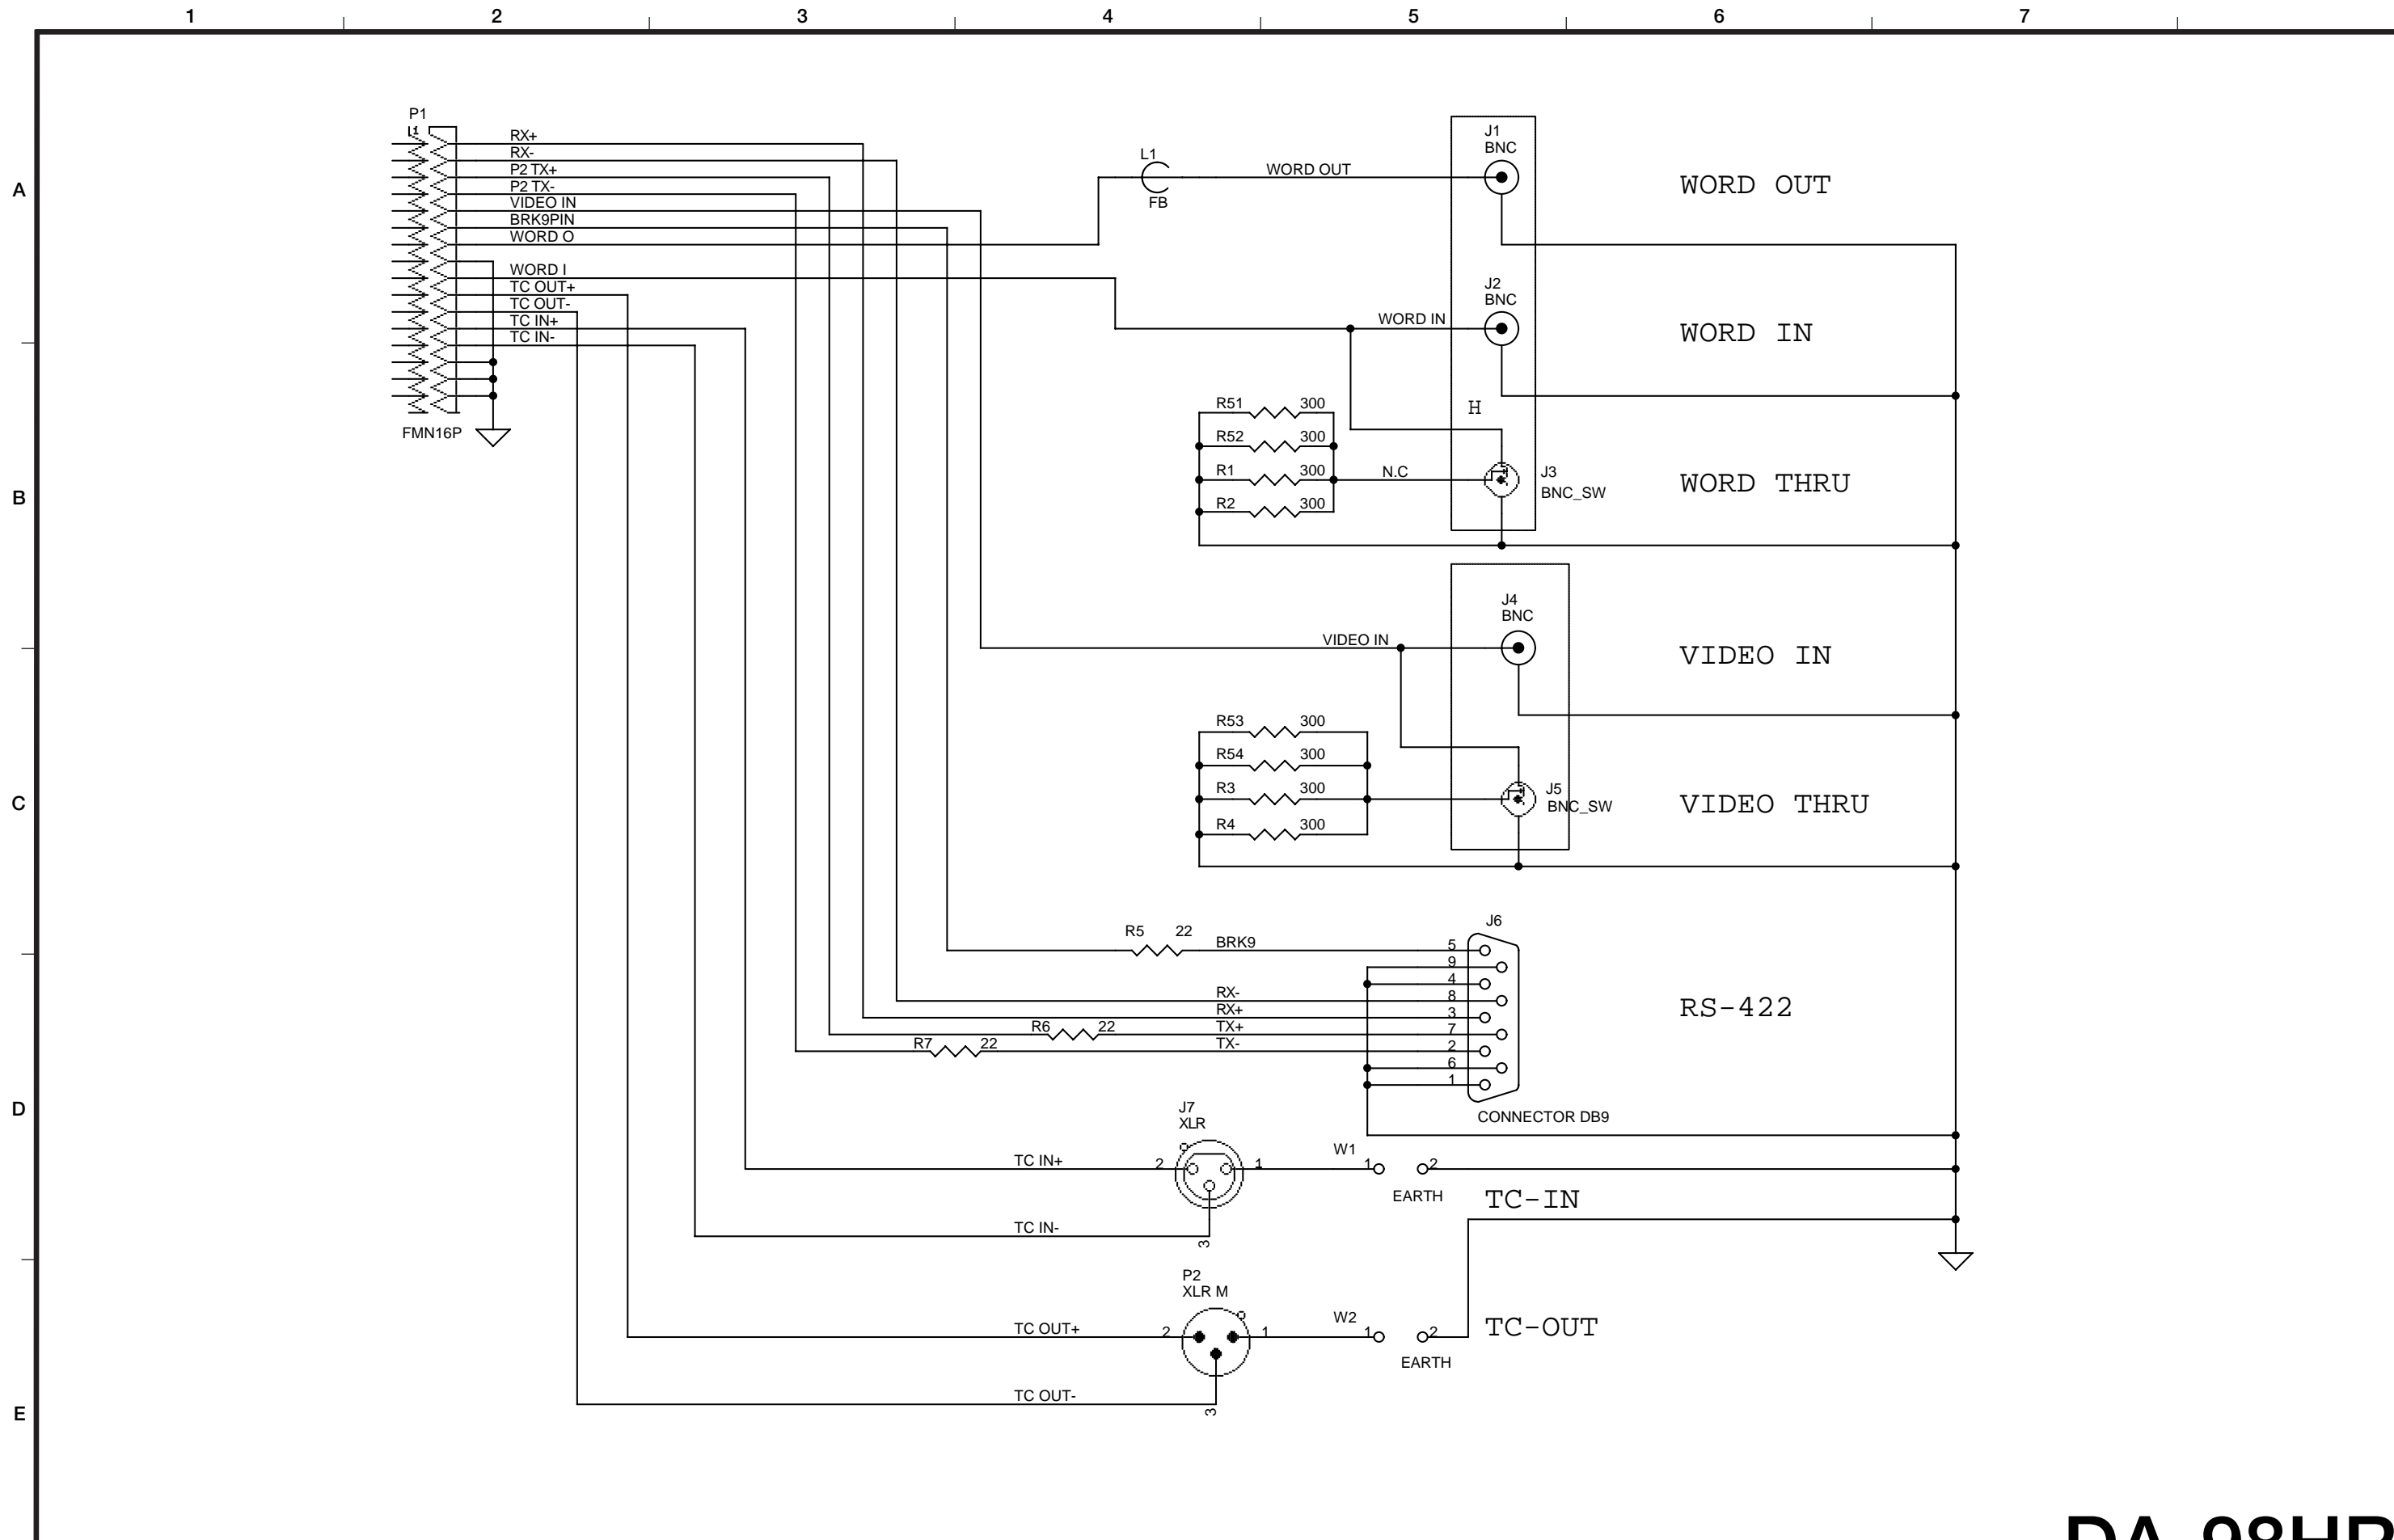 1 2 3 4 5 6 7
A
B
C
D
E
P1
1
RX+
RX-
P2 TX+
P2 TX-
VIDEO IN
BRK9PIN
WORD O
WORD I
TC OUT+
TC OUT-
TC IN+
TC IN-
FMN16P
L1
FB
WORD OUT
J1
BNC
WORD OUT
J2
BNC
WORD IN
WORD IN
H
R51 300
R52 300
R1 300
R2 300
N.C
J3
BNC_SW
WORD THRU
J4
BNC
VIDEO IN
VIDEO IN
R53 300
R54 300
R3 300
R4 300
J5
BNC_SW
VIDEO THRU
J6
R5 22 BRK9 5
9
4
RX- 8
RX+ 3
R6 22 TX+ 7
R7 22 TX- 2
6
1
RS-422
CONNECTOR DB9
J7
XLR
TC IN+ 2 1
W1
1 2
EARTH
TC-IN
TC IN- 3
P2
XLR M
TC OUT+ 2 1
W2
1 2
EARTH
TC-OUT
TC OUT- 3
DA-98HR